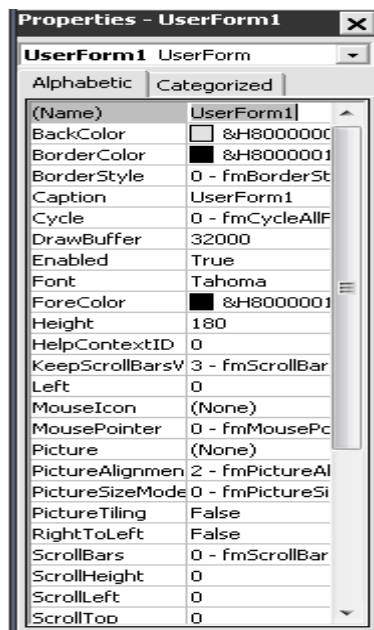 Properties - UserForm1
UserForm1 UserForm
Alphabetic Categorized
(Name) UserForm1
BackColor &H8000000
BorderColor &H8000001
BorderStyle 0 - fmBorderSt
Caption UserForm1
Cycle 0 - fmCycleAllF
DrawBuffer 32000
Enabled True
Font Tahoma
ForeColor &H8000001
Height 180
HelpContextID 0
KeepScrollBarsV 3 - fmScrollBar
Left 0
MouseIcon (None)
MousePointer 0 - fmMousePo
Picture (None)
PictureAlignmen 2 - fmPictureAl
PictureSizeMode 0 - fmPictureSi
PictureTiling False
RightToLeft False
ScrollBars 0 - fmScrollBar
ScrollHeight 0
ScrollLeft 0
ScrollTop 0